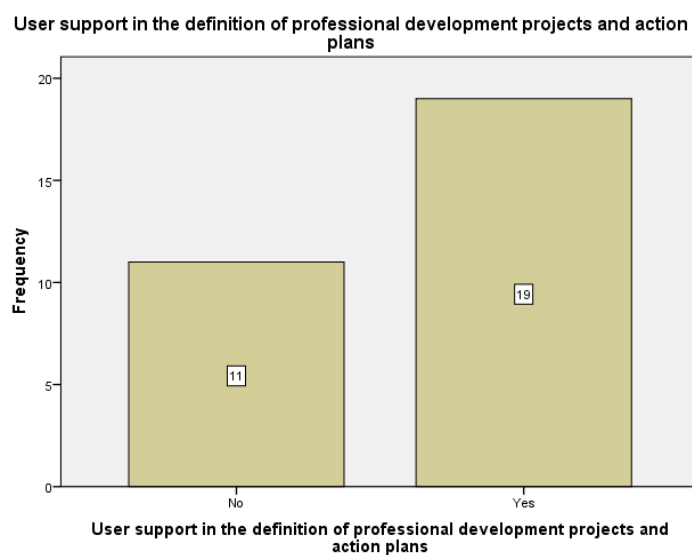 User support in the definition of professional development projects and action
plans
20
15
10
5
0
Frequency
11
19
No
Yes
User support in the definition of professional development projects and
action plans